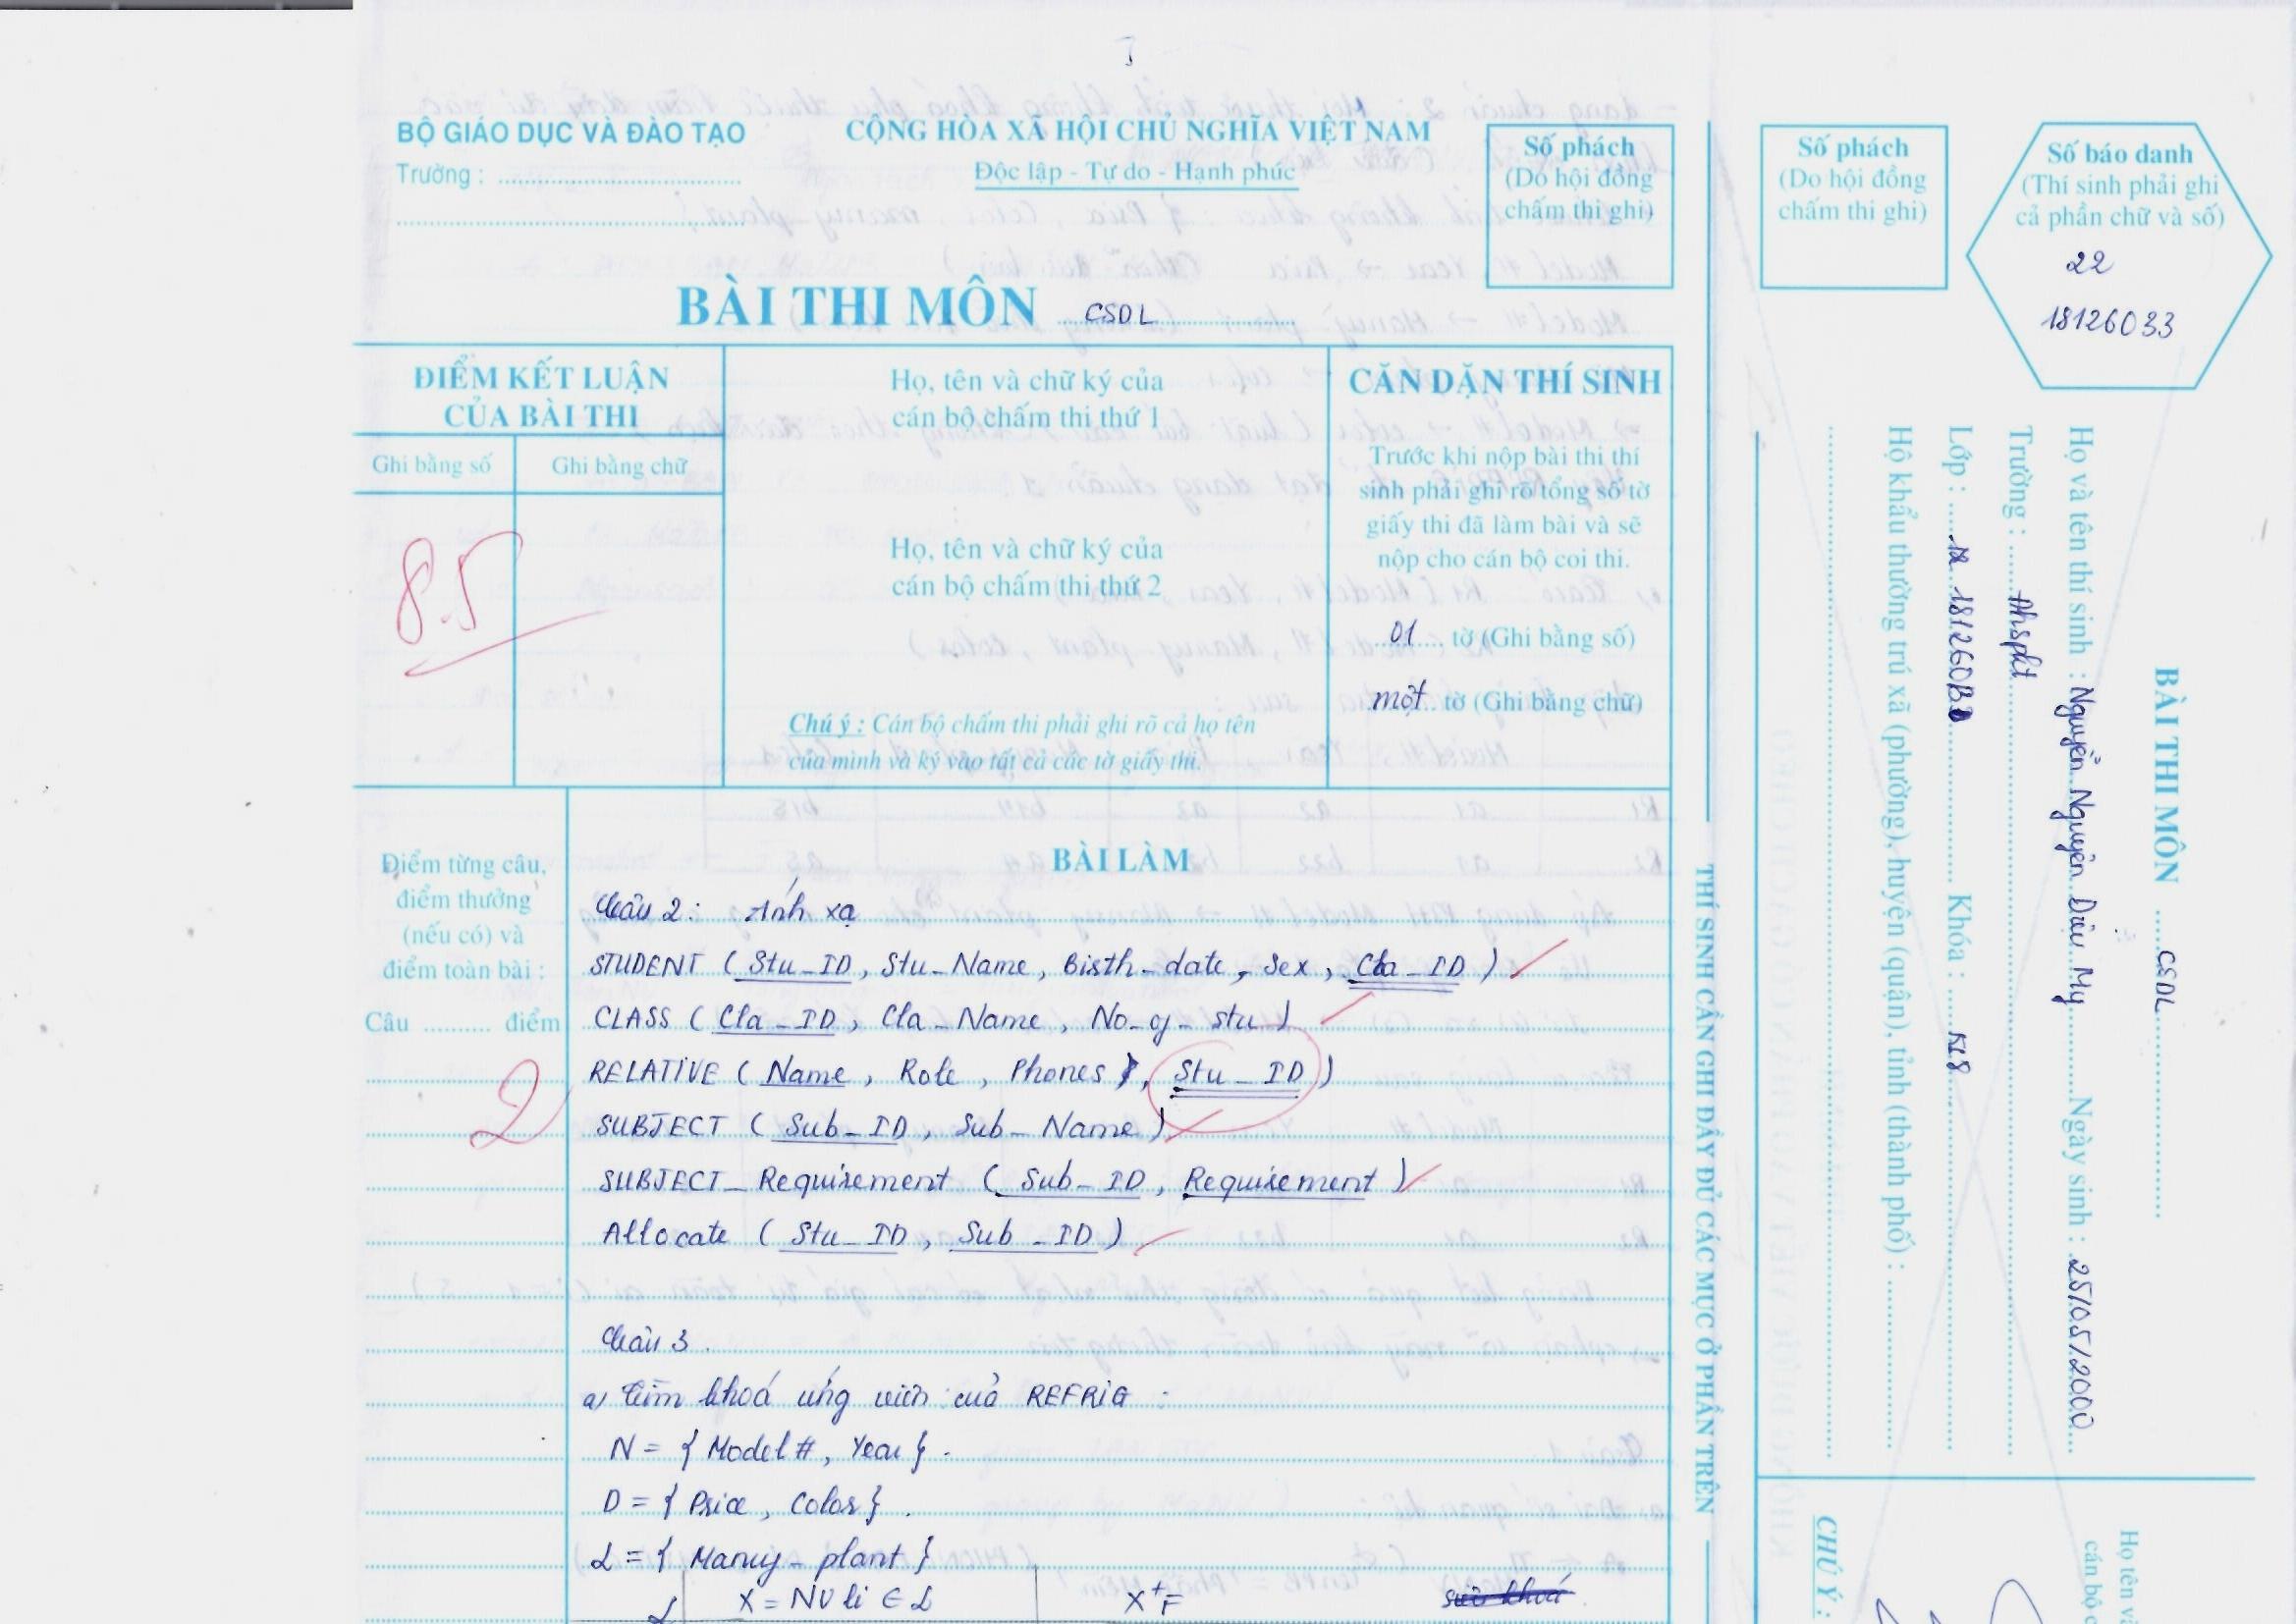 BỘ GIÁO DỤC VÀ ĐÀO TẠO
Trường :
CỘNG HÒA XÃ HỘI CHỦ NGHĨA VIỆT NAM
Độc lập - Tự do - Hạnh phúc
Số phách
(Do hội đồng
chấm thi ghi)
BÀI THI MÔN CSDL
ĐIỂM KẾT LUẬN
CỦA BÀI THI
Ghi bằng số
Ghi bằng chữ
8.5
Họ, tên và chữ ký của
cán bộ chấm thi thứ 1
Họ, tên và chữ ký của
cán bộ chấm thi thứ 2
Chú ý : Cán bộ chấm thi phải ghi rõ cả họ tên
của mình và ký vào tất cả các tờ giấy thi.
CĂN DẶN THÍ SINH
Trước khi nộp bài thi thí
sinh phải ghi rõ tổng số tờ
giấy thi đã làm bài và sẽ
nộp cho cán bộ coi thi.
01 tờ (Ghi bằng số)
một tờ (Ghi bằng chữ)
Điểm từng câu,
điểm thưởng
(nếu có) và
điểm toàn bài :
Câu .......... điểm
2
BÀI LÀM
Câu 2: Ánh xạ
STUDENT ( Stu_ID, Stu_Name, Birth_date, Sex, Cla_ID )
CLASS ( Cla_ID, Cla_Name, No_of_stu )
RELATIVE ( Name, Role, Phones, Stu_ID )
SUBJECT ( Sub_ID, Sub_Name )
SUBJECT_Requirement ( Sub_ID, Requirement )
Allocate ( Stu_ID, Sub_ID )
Câu 3.
a) Tìm khoá ứng viên của REFRIG :
N = { Model#, Year }.
D = { Price, Color }.
L = { Manuf_plant }
L
X = N ∪ li ∈ L
X⁺F
THÍ SINH CẦN GHI ĐẦY ĐỦ CÁC MỤC Ở PHẦN TRÊN
Số phách
(Do hội đồng
chấm thi ghi)
Số báo danh
(Thí sinh phải ghi
cả phần chữ và số)
22
18126033
BÀI THI MÔN CSDL
Họ và tên thí sinh : Nguyễn Nguyên Diệu My Ngày sinh : 25/05/2000
Trường : Đhspkt
Lớp : 181260B Khóa : K18
Hộ khẩu thường trú xã (phường), huyện (quận), tỉnh (thành phố) :
Họ tên và
cán bộ c
CHÚ Ý :